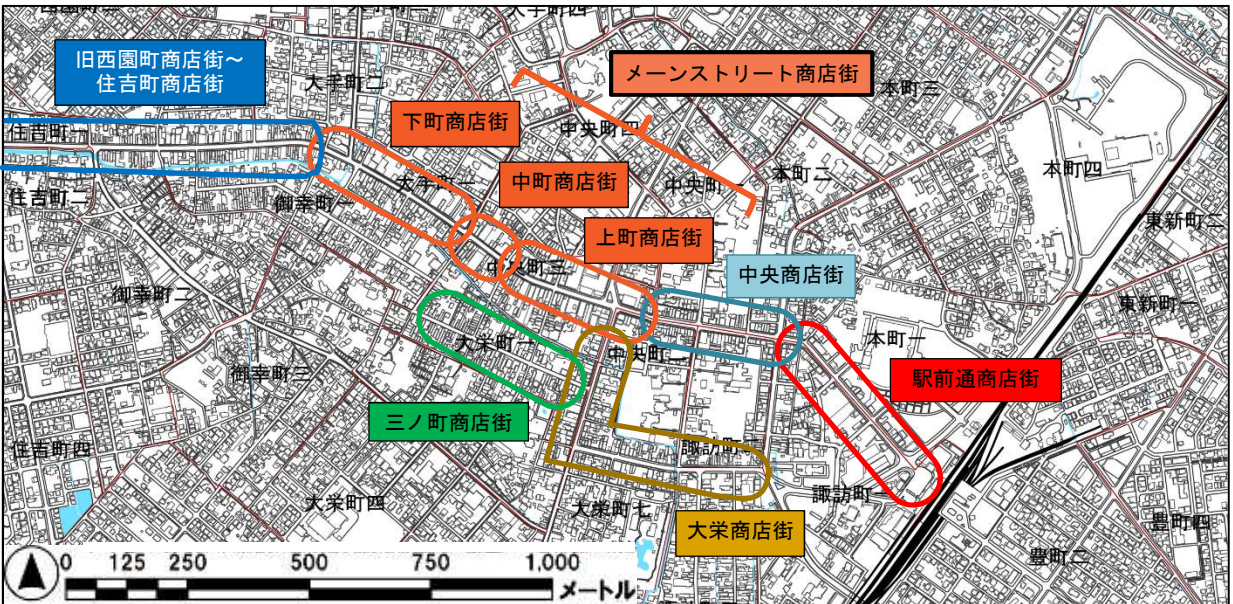 大手町四
旧西園町商店街～
住吉町商店街
大手町二
メーンストリート商店街
本町三
下町商店街
中央町四
住吉町一
本町四
中町商店街
大手町一
中央町一
本町二
住吉町二
御幸町一
東新町二
上町商店街
中央町三
中央商店街
御幸町二
東新町一
大栄町一
中央町二
本町一
御幸町三
駅前通商店街
三ノ町商店街
住吉町四
諏訪町二
諏訪町一
大栄町四
大栄町七
大栄商店街
豊町四
豊町二
0 125 250 500 750 1,000
メートル